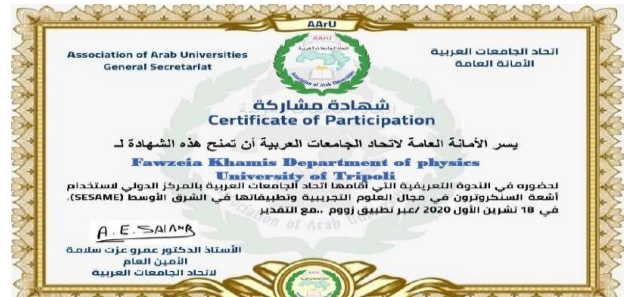 AArU
Association of Arab Universities
General Secretariat
اتحاد الجامعات العربية
الأمانة العامة
شهادة مشاركة
Certificate of Participation
يسر الأمانة العامة لاتحاد الجامعات العربية أن تمنح هذه الشهادة لـ
Fawzeia Khamis Department of physics
University of Tripoli
لحضوره في الندوة التعريفية التي أقامها اتحاد الجامعات العربية بالمركز الدولي لاستخدام
أشعة السنكروترون في مجال العلوم التجريبية وتطبيقاتها في الشرق الأوسط (SESAME).
في 18 تشرين الأول 2020 /عبر تطبيق زووم ..مع التقدير
A.E.SALAMA
الأستاذ الدكتور عمرو عزت سلامة
الأمين العام
لاتحاد الجامعات العربية